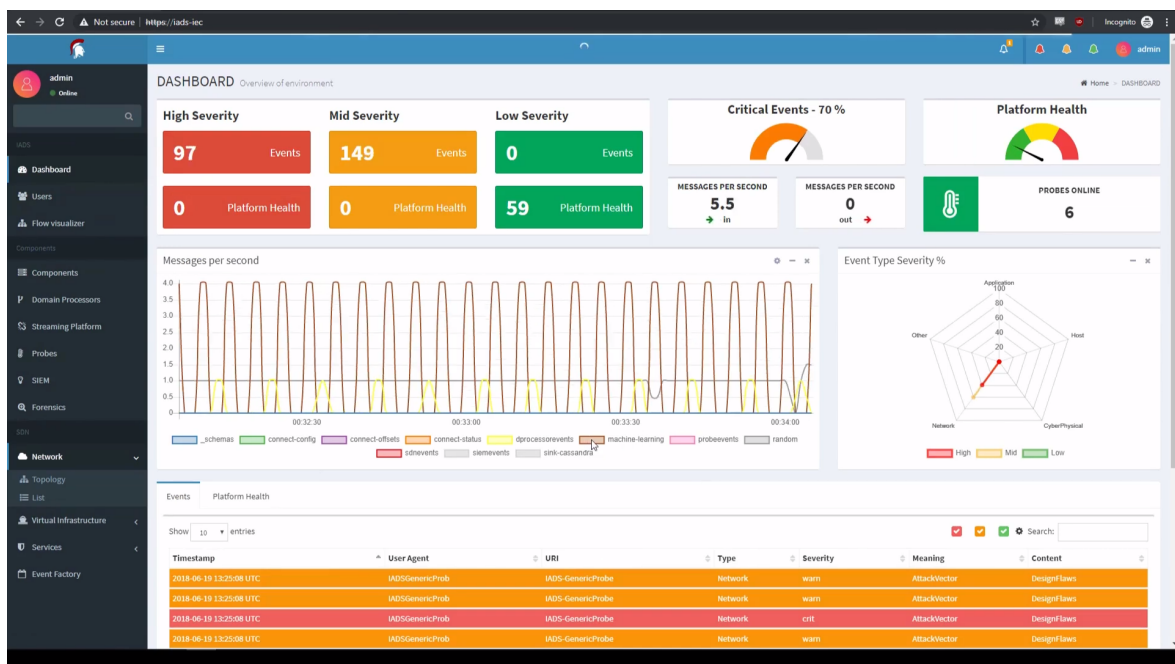 Not secure | https://iads-iec
Incognito
admin
Online
admin
IADS
Dashboard
Users
Flow visualizer
Components
Components
Domain Processors
Streaming Platform
Probes
SIEM
Forensics
SDN
Network
Topology
List
Virtual Infrastructure
Services
Event Factory
DASHBOARD Overview of environment
Home > DASHBOARD
High Severity
Mid Severity
Low Severity
97 Events
149 Events
0 Events
0 Platform Health
0 Platform Health
59 Platform Health
Critical Events - 70 %
Platform Health
MESSAGES PER SECOND
5.5
in
MESSAGES PER SECOND
0
out
PROBES ONLINE
6
Messages per second
4.0
3.5
3.0
2.5
2.0
1.5
1.0
0.5
0
00:32:30 00:33:00 00:33:30 00:34:00
_schemas connect-config connect-offsets connect-status dprocessorevents machine-learning probeevents random
sdnevents siemevents sink-cassandra
Event Type Severity %
Application
100
80
60
40
20
Other
Host
Network
CyberPhysical
High Mid Low
Events Platform Health
Show 10 entries
Search:
Timestamp User Agent URI Type Severity Meaning Content
2018-06-19 13:25:08 UTC IADSGenericProb IADS-GenericProbe Network warn AttackVector DesignFlaws
2018-06-19 13:25:08 UTC IADSGenericProb IADS-GenericProbe Network warn AttackVector DesignFlaws
2018-06-19 13:25:08 UTC IADSGenericProb IADS-GenericProbe Network crit AttackVector DesignFlaws
2018-06-19 13:25:08 UTC IADSGenericProb IADS-GenericProbe Network warn AttackVector DesignFlaws